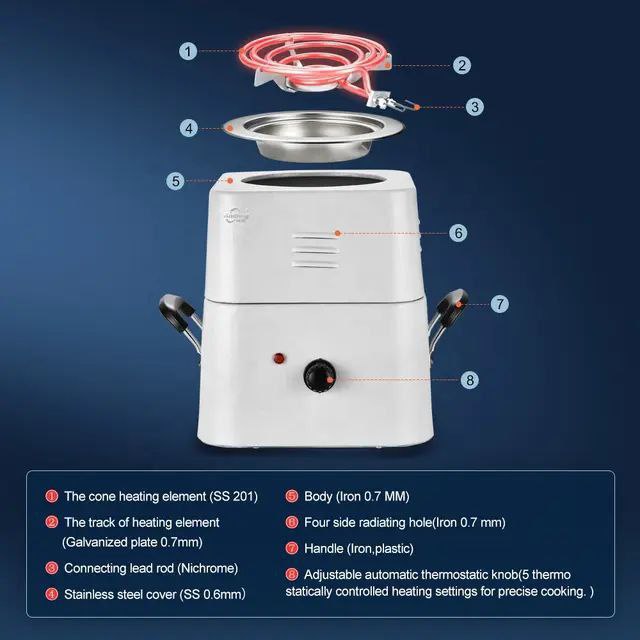 1
2
3
4
5
6
7
8
1 The cone heating element (SS 201)
2 The track of heating element
(Galvanized plate 0.7mm)
3 Connecting lead rod (Nichrome)
4 Stainless steel cover (SS 0.6mm)
5 Body (Iron 0.7 MM)
6 Four side radiating hole(Iron 0.7 mm)
7 Handle (Iron,plastic)
8 Adjustable automatic thermostatic knob(5 thermo
statically controlled heating settings for precise cooking. )